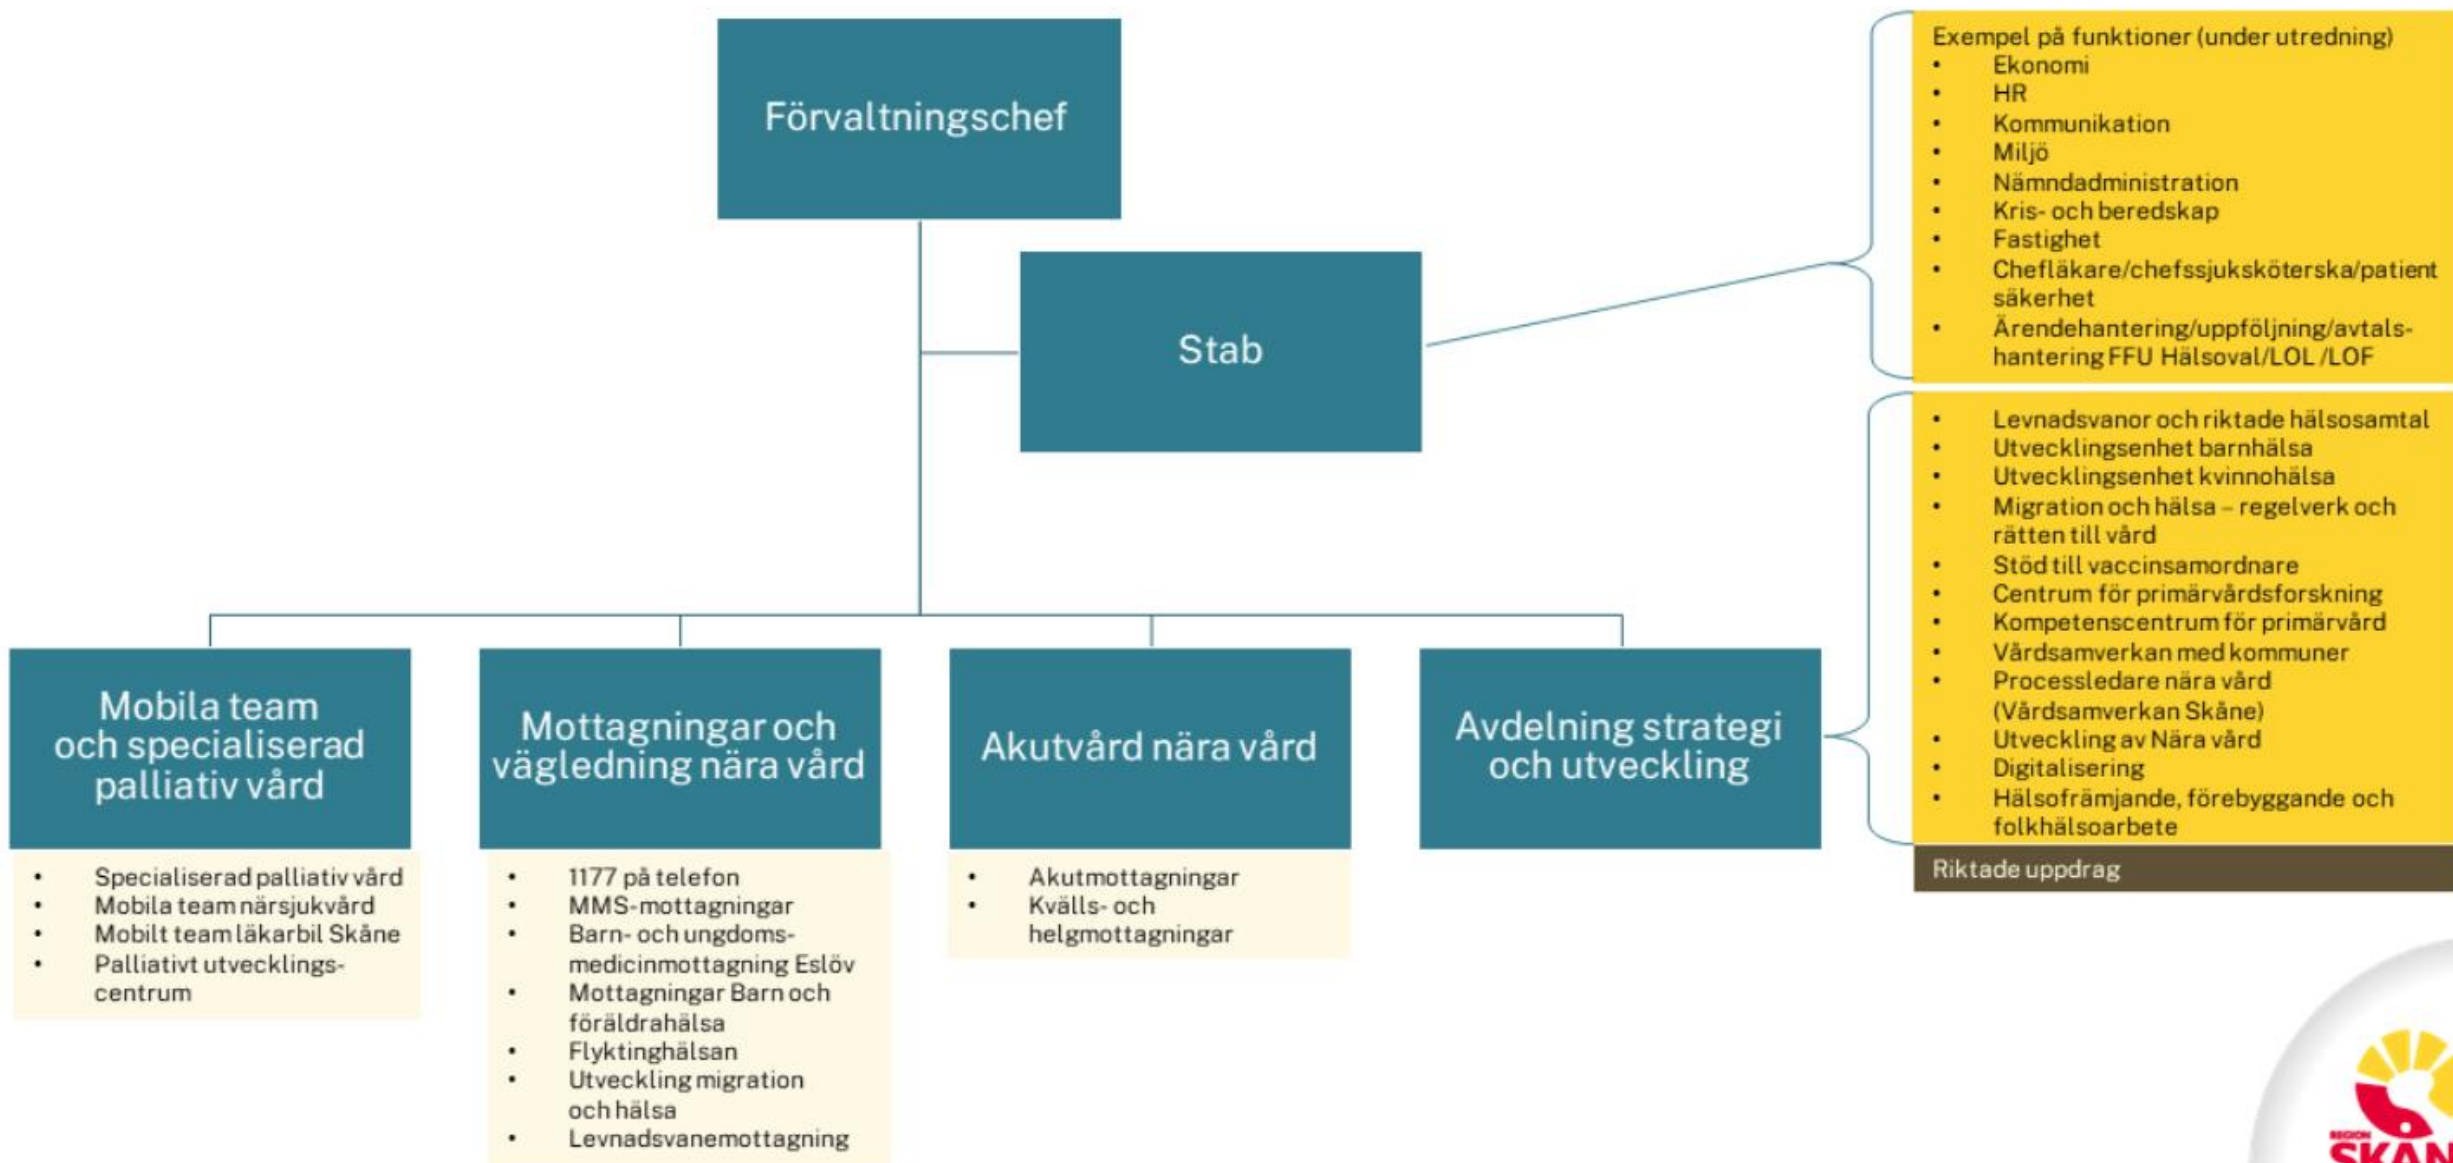 Förvaltningschef
Stab
Exempel på funktioner (under utredning)
• Ekonomi
• HR
• Kommunikation
• Miljö
• Nämndadministration
• Kris- och beredskap
• Fastighet
• Chefläkare/chefssjuksköterska/patient
säkerhet
• Ärendehantering/uppföljning/avtals-
hantering FFU Hälsoval/LOL /LOF
• Levnadsvanor och riktade hälsosamtal
• Utvecklingsenhet barnhälsa
• Utvecklingsenhet kvinnohälsa
• Migration och hälsa – regelverk och
rätten till vård
• Stöd till vaccinsamordnare
• Centrum för primärvårdsforskning
• Kompetenscentrum för primärvård
• Vårdsamverkan med kommuner
• Processledare nära vård
(Vårdsamverkan Skåne)
• Utveckling av Nära vård
• Digitalisering
• Hälsofrämjande, förebyggande och
folkhälsoarbete
Riktade uppdrag
Mobila team
och specialiserad
palliativ vård
• Specialiserad palliativ vård
• Mobila team närsjukvård
• Mobilt team läkarbil Skåne
• Palliativt utvecklings-
centrum
Mottagningar och
vägledning nära vård
• 1177 på telefon
• MMS-mottagningar
• Barn- och ungdoms-
medicinmottagning Eslöv
• Mottagningar Barn och
föräldrahälsa
• Flyktinghälsan
• Utveckling migration
och hälsa
• Levnadsvanemottagning
Akutvård nära vård
• Akutmottagningar
• Kvälls- och
helgmottagningar
Avdelning strategi
och utveckling
REGION